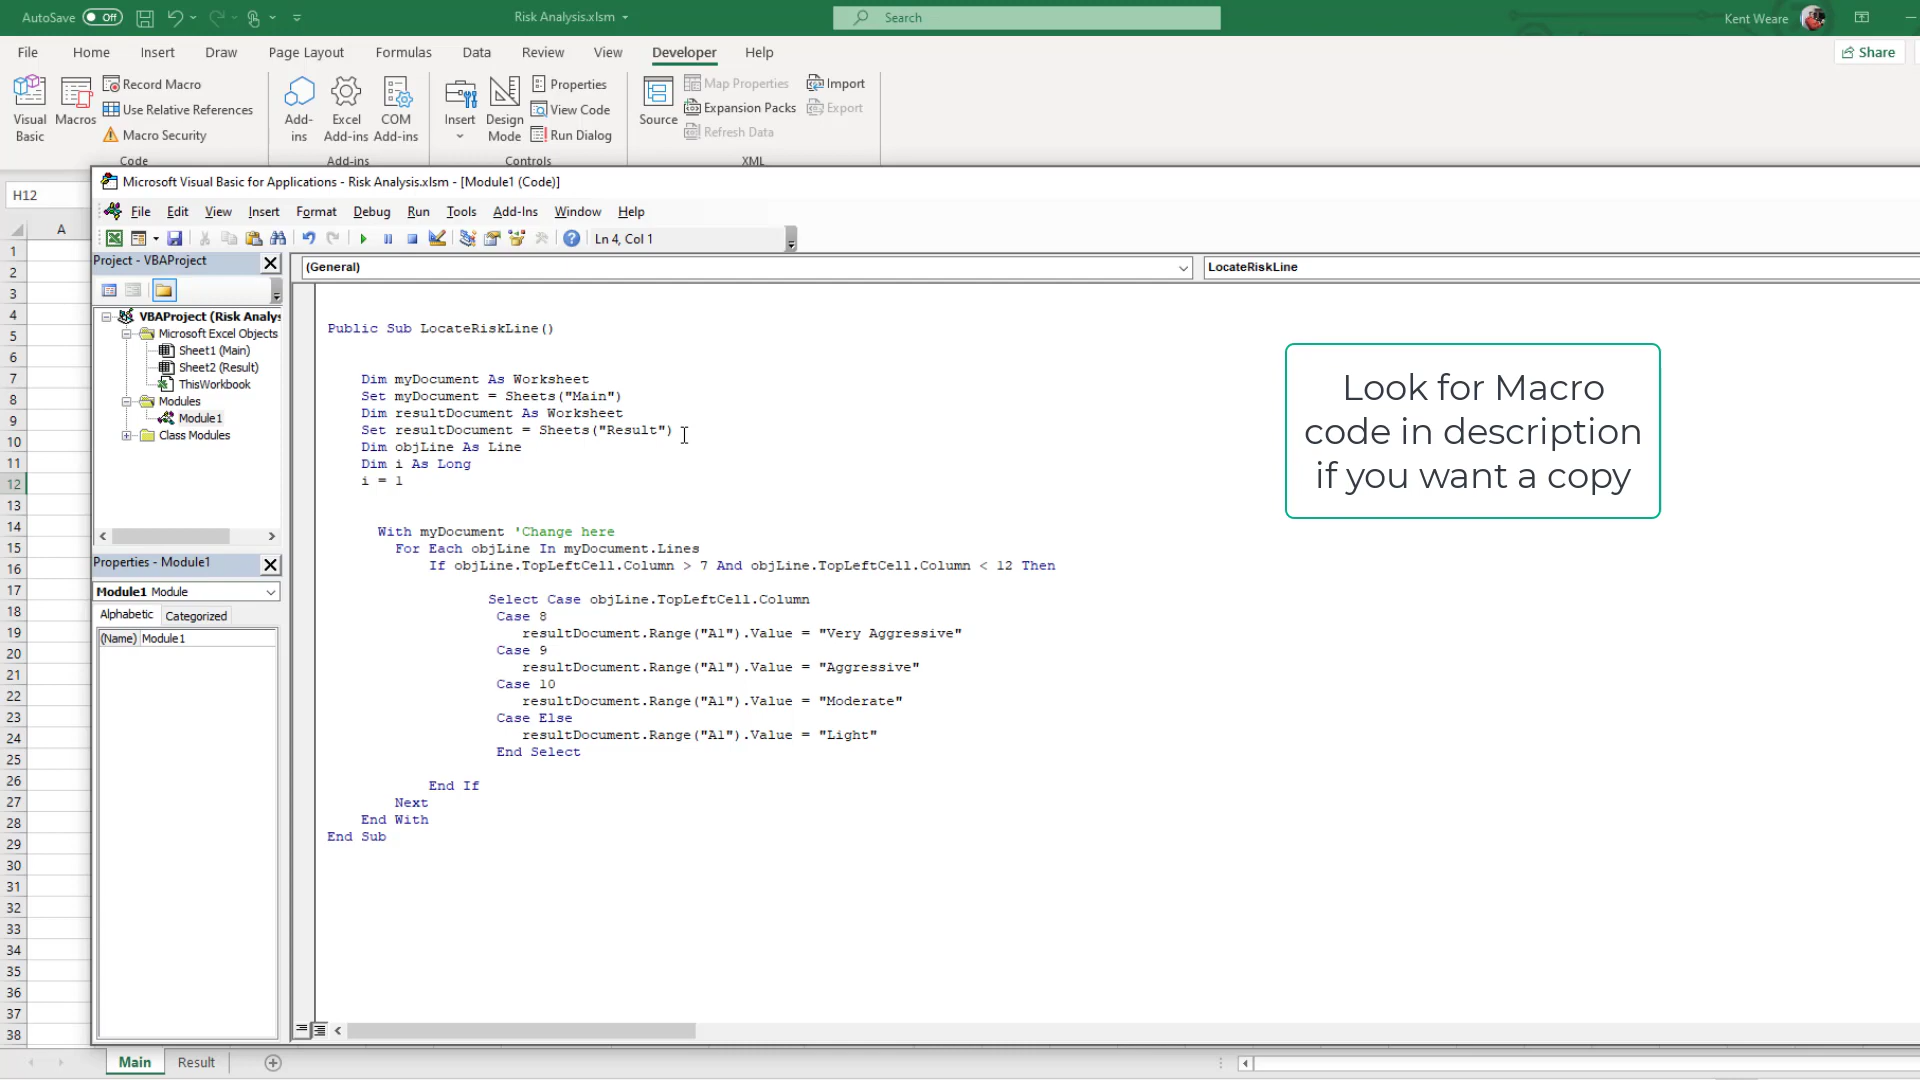 AutoSave Off
Risk Analysis.xlsm
Search
Kent Weare
File Home Insert Draw Page Layout Formulas Data Review View Developer Help
Share
Visual Basic
Macros
Record Macro
Use Relative References
Macro Security
Code
Add-ins
Excel Add-ins
COM Add-ins
Add-ins
Insert
Design Mode
Properties
View Code
Run Dialog
Controls
Source
Map Properties
Expansion Packs
Refresh Data
Import
Export
XML
H12
A
1
2
3
4
5
6
7
8
9
10
11
12
13
14
15
16
17
18
19
20
21
22
23
24
25
26
27
28
29
30
31
32
33
34
35
36
37
38
Microsoft Visual Basic for Applications - Risk Analysis.xlsm - [Module1 (Code)]
File Edit View Insert Format Debug Run Tools Add-Ins Window Help
Ln 4, Col 1
Project - VBAProject
VBAProject (Risk Analys
Microsoft Excel Objects
Sheet1 (Main)
Sheet2 (Result)
ThisWorkbook
Modules
Module1
Class Modules
Properties - Module1
Module1 Module
Alphabetic Categorized
(Name) Module1
(General)
LocateRiskLine
Public Sub LocateRiskLine()
Dim myDocument As Worksheet
Set myDocument = Sheets("Main")
Dim resultDocument As Worksheet
Set resultDocument = Sheets("Result")
Dim objLine As Line
Dim i As Long
i = 1
With myDocument 'Change here
For Each objLine In myDocument.Lines
If objLine.TopLeftCell.Column > 7 And objLine.TopLeftCell.Column < 12 Then
Select Case objLine.TopLeftCell.Column
Case 8
resultDocument.Range("A1").Value = "Very Aggressive"
Case 9
resultDocument.Range("A1").Value = "Aggressive"
Case 10
resultDocument.Range("A1").Value = "Moderate"
Case Else
resultDocument.Range("A1").Value = "Light"
End Select
End If
Next
End With
End Sub
Look for Macro
code in description
if you want a copy
Main Result